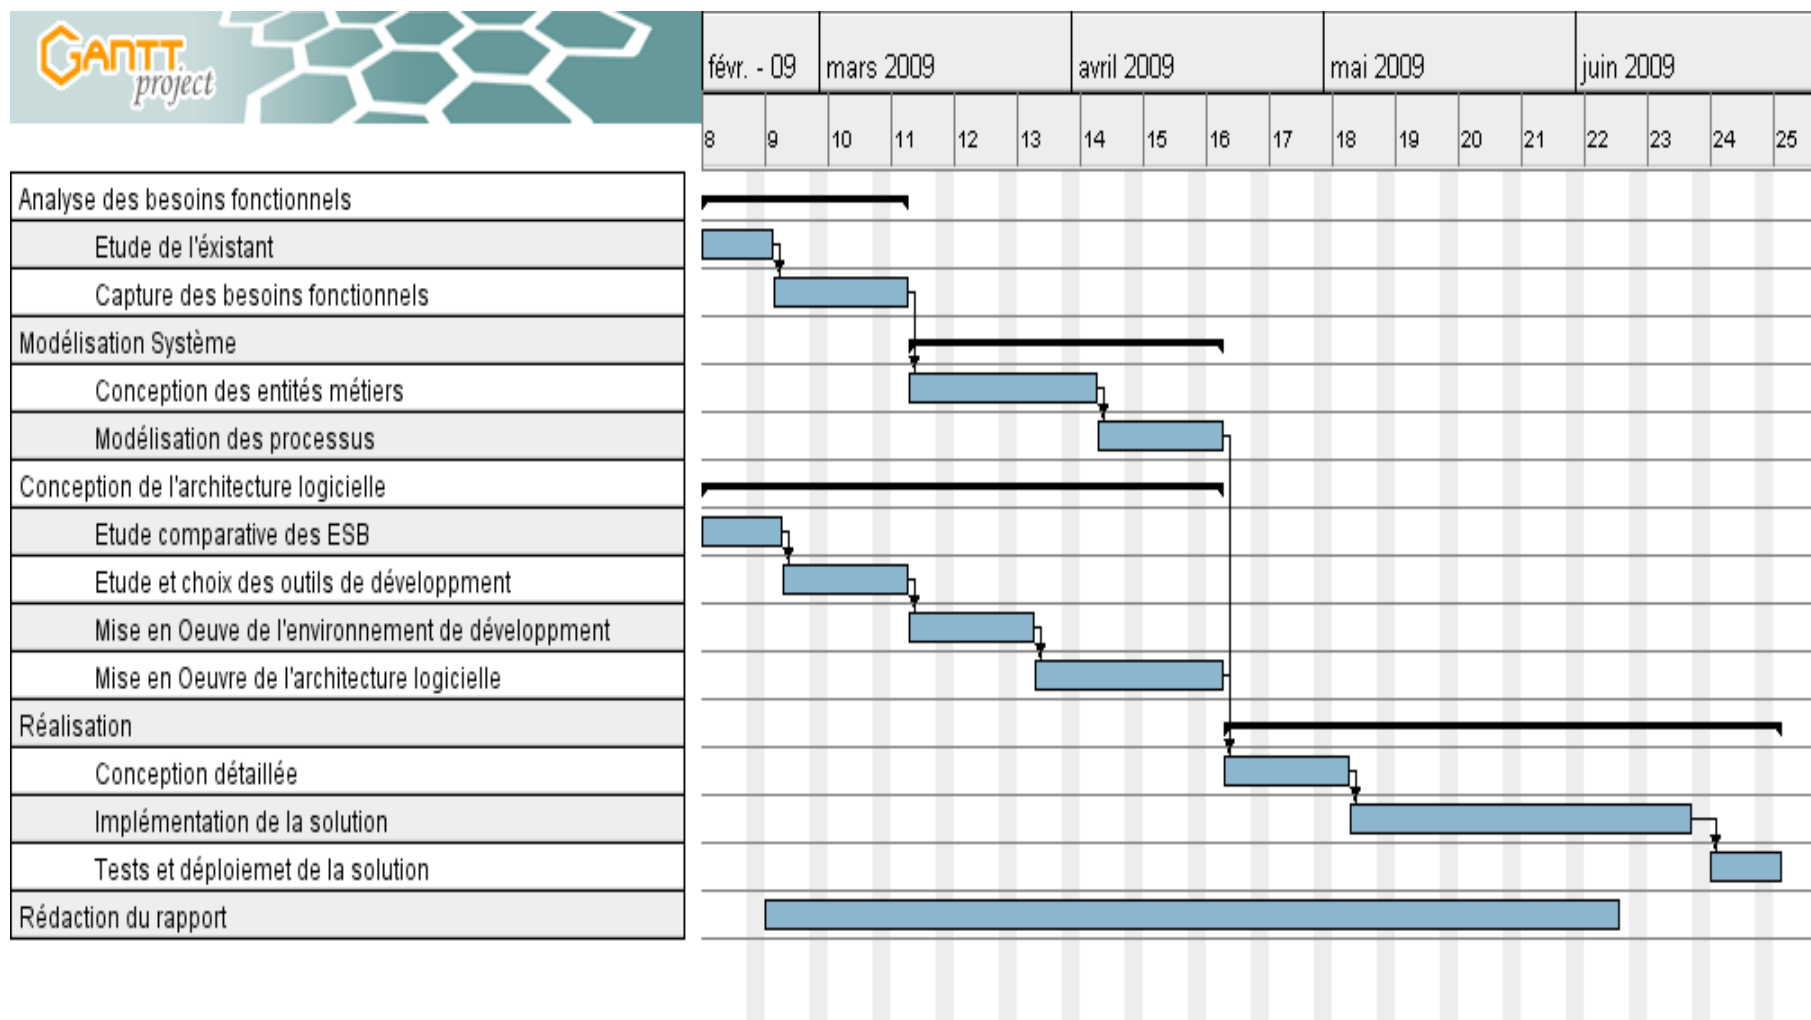 GANTT
project
févr. - 09 mars 2009 avril 2009 mai 2009 juin 2009
8 9 10 11 12 13 14 15 16 17 18 19 20 21 22 23 24 25
Analyse des besoins fonctionnels
Etude de l'éxistant
Capture des besoins fonctionnels
Modélisation Système
Conception des entités métiers
Modélisation des processus
Conception de l'architecture logicielle
Etude comparative des ESB
Etude et choix des outils de développment
Mise en Oeuve de l'environnement de développment
Mise en Oeuvre de l'architecture logicielle
Réalisation
Conception détaillée
Implémentation de la solution
Tests et déploiemet de la solution
Rédaction du rapport